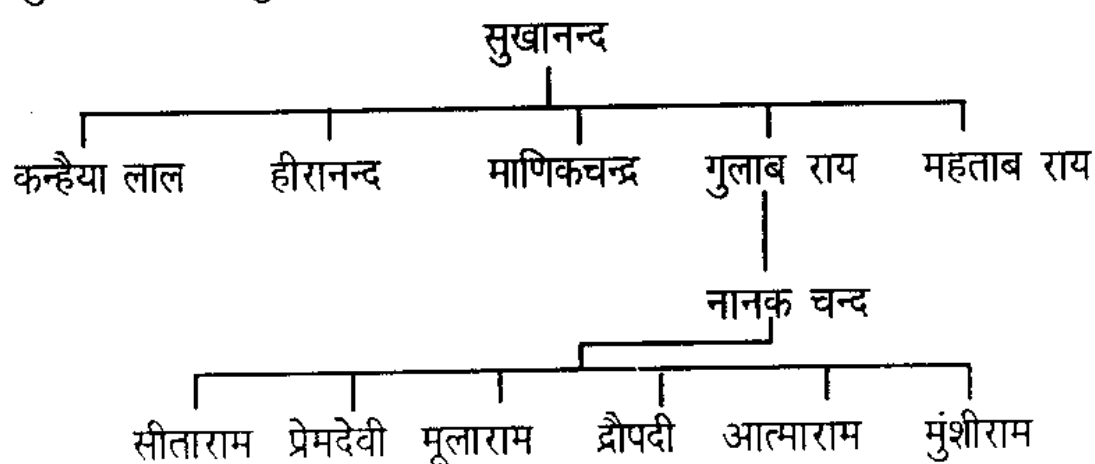 सुखानन्द
कन्हैया लाल हीरानन्द माणिकचन्द्र गुलाब राय महताब राय
नानक चन्द
सीताराम प्रेमदेवी मूलाराम द्रौपदी आत्माराम मुंशीराम